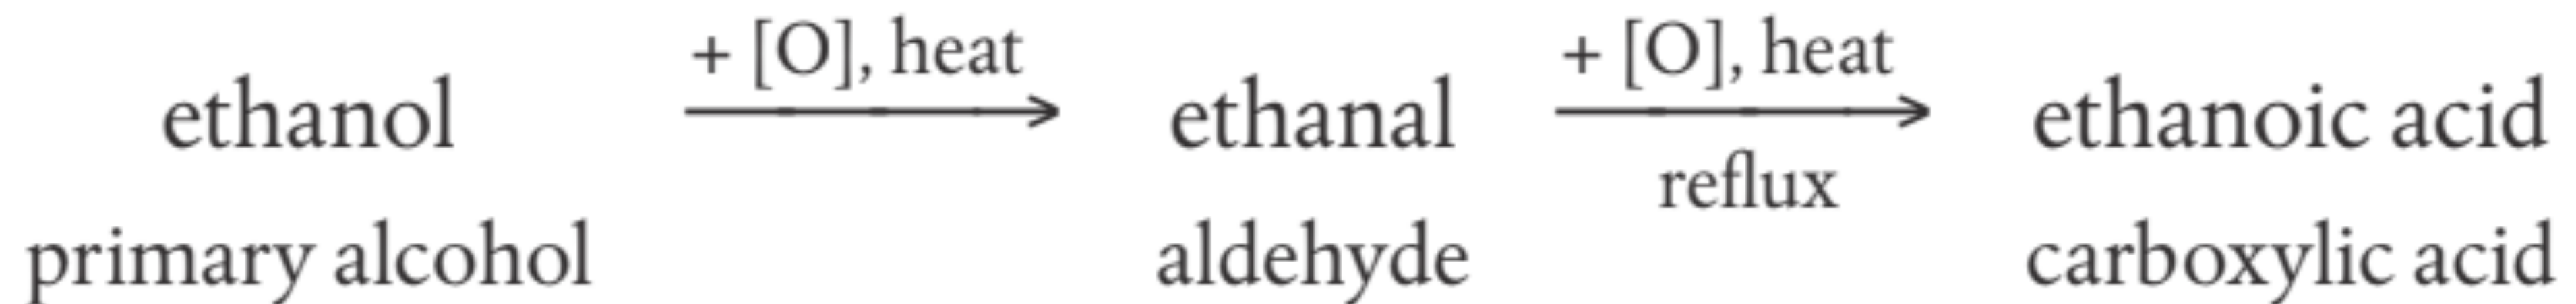 + [O], heat + [O], heat
ethanol ethanal ethanoic acid
reflux
primary alcohol aldehyde carboxylic acid